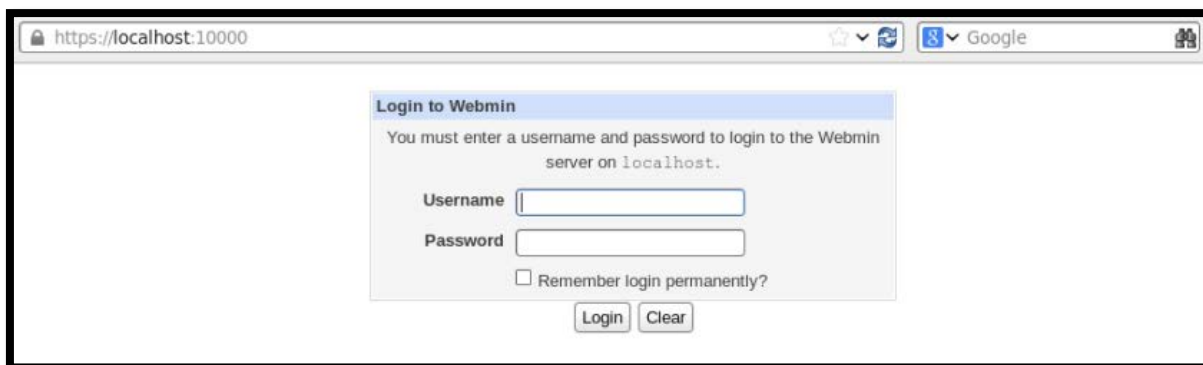 https://localhost:10000
8 Google
Login to Webmin
You must enter a username and password to login to the Webmin
server on localhost.
Username
Password
Remember login permanently?
Login Clear